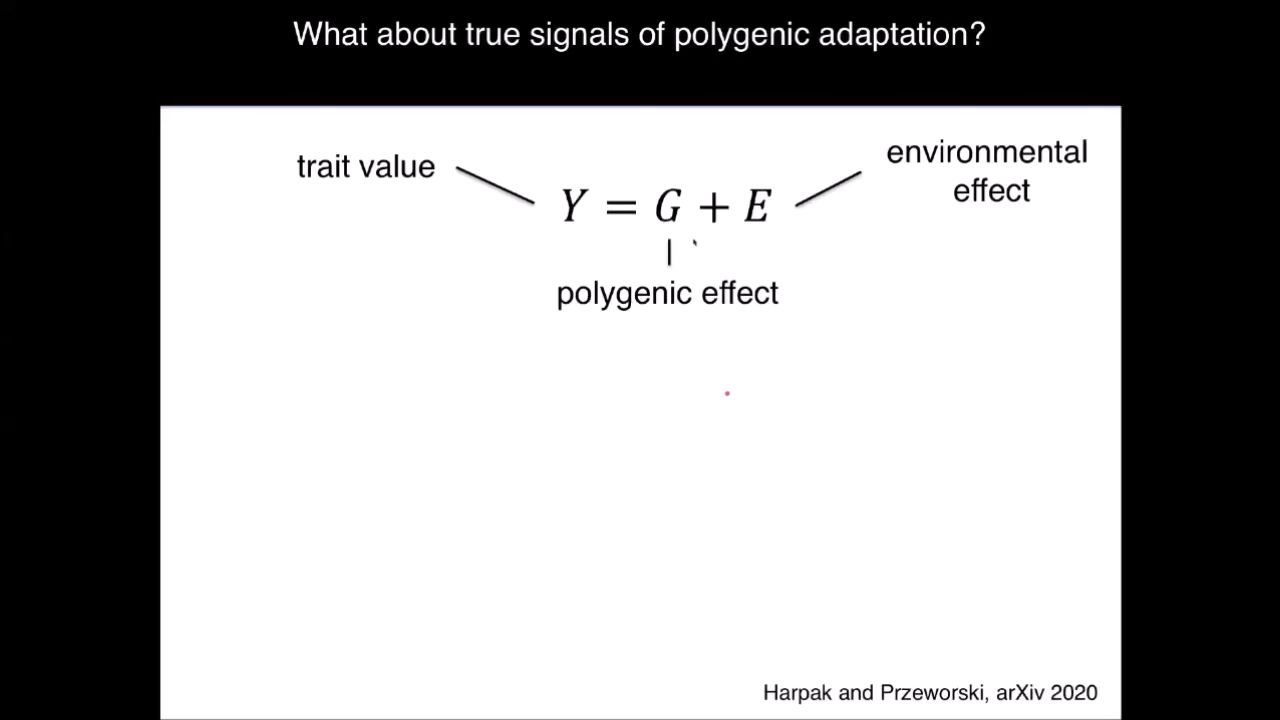 What about true signals of polygenic adaptation?
trait value
environmental
effect
Y = G + E
polygenic effect
Harpak and Przeworski, arXiv 2020